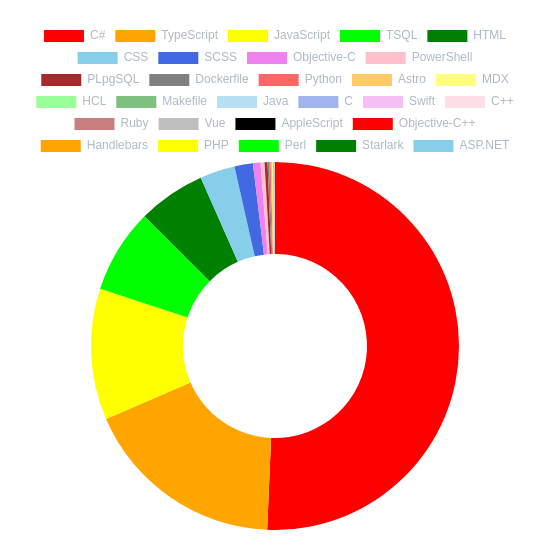 C# TypeScript JavaScript TSQL HTML
CSS SCSS Objective-C PowerShell
PLpgSQL Dockerfile Python Astro MDX
HCL Makefile Java C Swift C++
Ruby Vue AppleScript Objective-C++
Handlebars PHP Perl Starlark ASP.NET